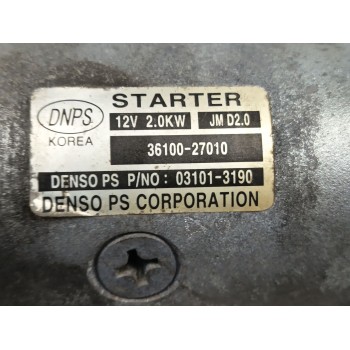 DNPS
KOREA
STARTER
12V 2.0KW JM D2.0
36100-27010
DENSO PS P/NO : 03101-3190
DENSO PS CORPORATION